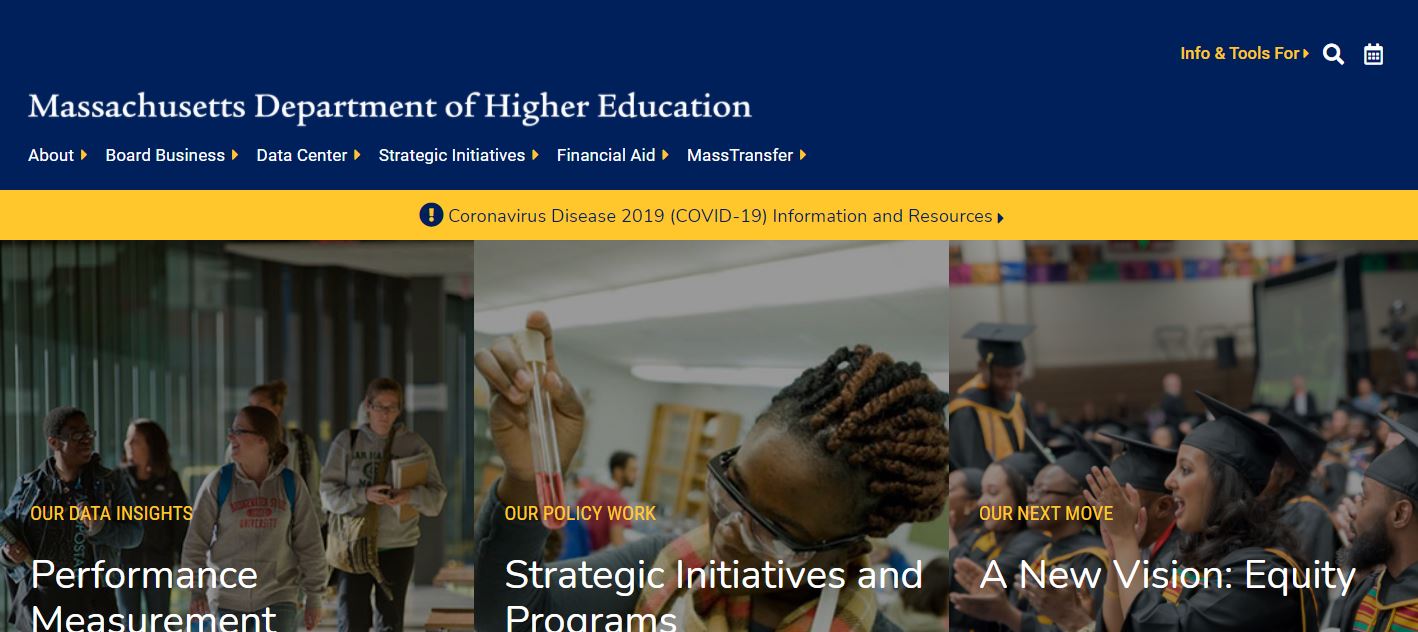 Info & Tools For
Massachusetts Department of Higher Education
About
Board Business
Data Center
Strategic Initiatives
Financial Aid
MassTransfer
Coronavirus Disease 2019 (COVID-19) Information and Resources
OUR DATA INSIGHTS
Performance
Measurement
OUR POLICY WORK
Strategic Initiatives and
Programs
OUR NEXT MOVE
A New Vision: Equity